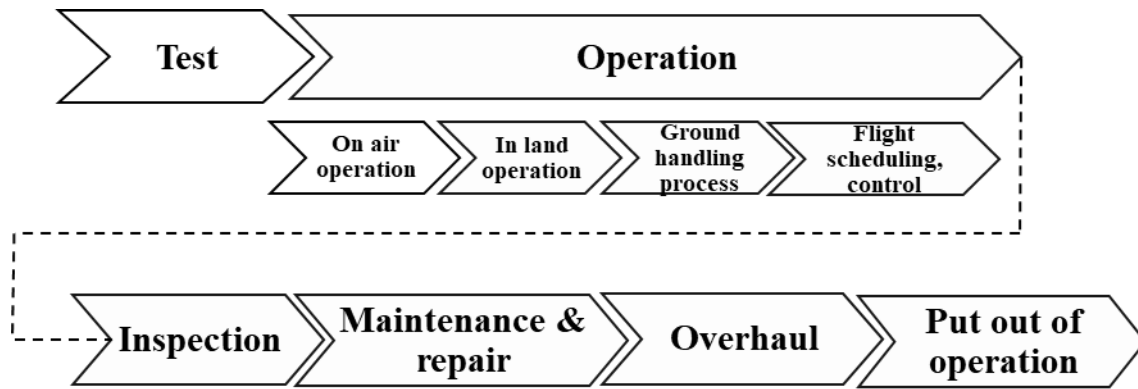 Test
Operation
On air
operation
In land
operation
Ground
handling
process
Flight
scheduling,
control
Inspection
Maintenance &
repair
Overhaul
Put out of
operation